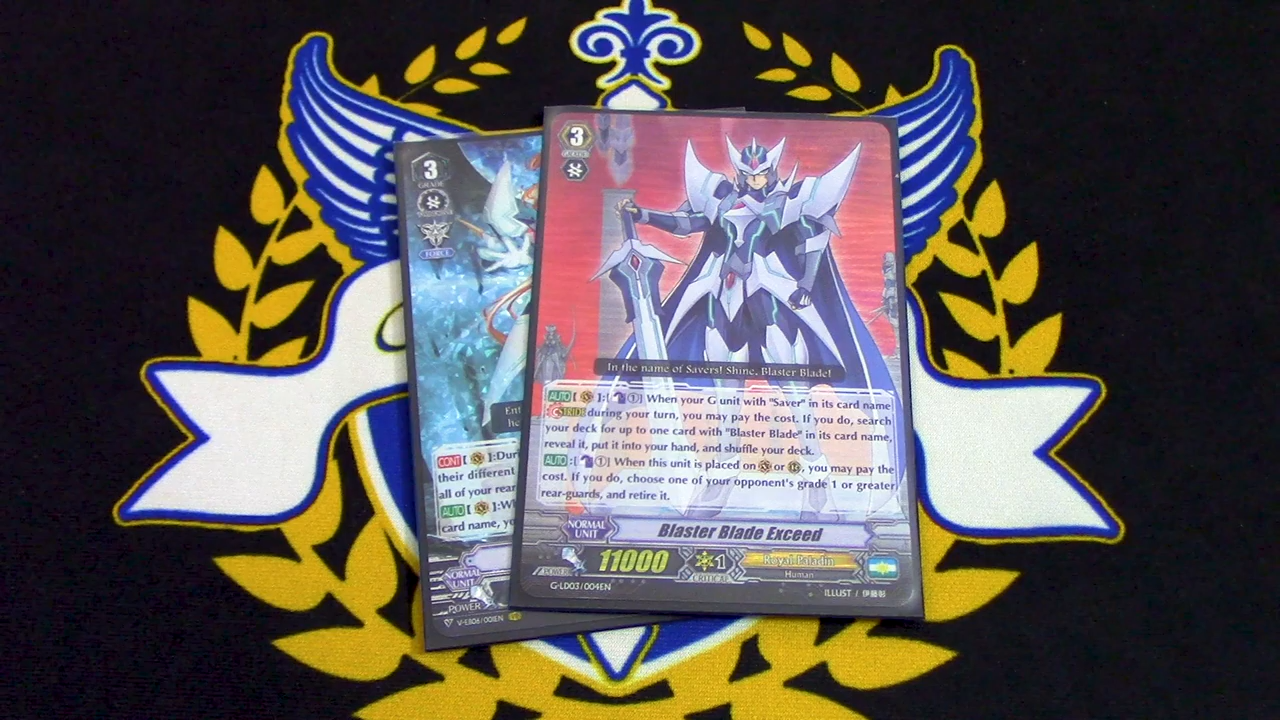 3
GRADE
FORCE
Ent
he
CONT [ ]:Dur
their different
all of your rear
AUTO [ ]:Wh
card name, yo
NORMAL
UNIT
POWER
V-EB06/001EN
3
GRADE
In the name of Savers! Shine, Blaster Blade!
AUTO [ ]:[ ①] When your G unit with "Saver" in its card name
STRIDE during your turn, you may pay the cost. If you do, search
your deck for up to one card with "Blaster Blade" in its card name,
reveal it, put it into your hand, and shuffle your deck.
AUTO:[ ①] When this unit is placed on or , you may pay the
cost. If you do, choose one of your opponent's grade 1 or greater
rear-guards, and retire it.
NORMAL
UNIT
Blaster Blade Exceed
POWER 11000 1
CRITICAL
Royal Paladin
Human
G-LD03/004EN
ILLUST / 伊藤彰